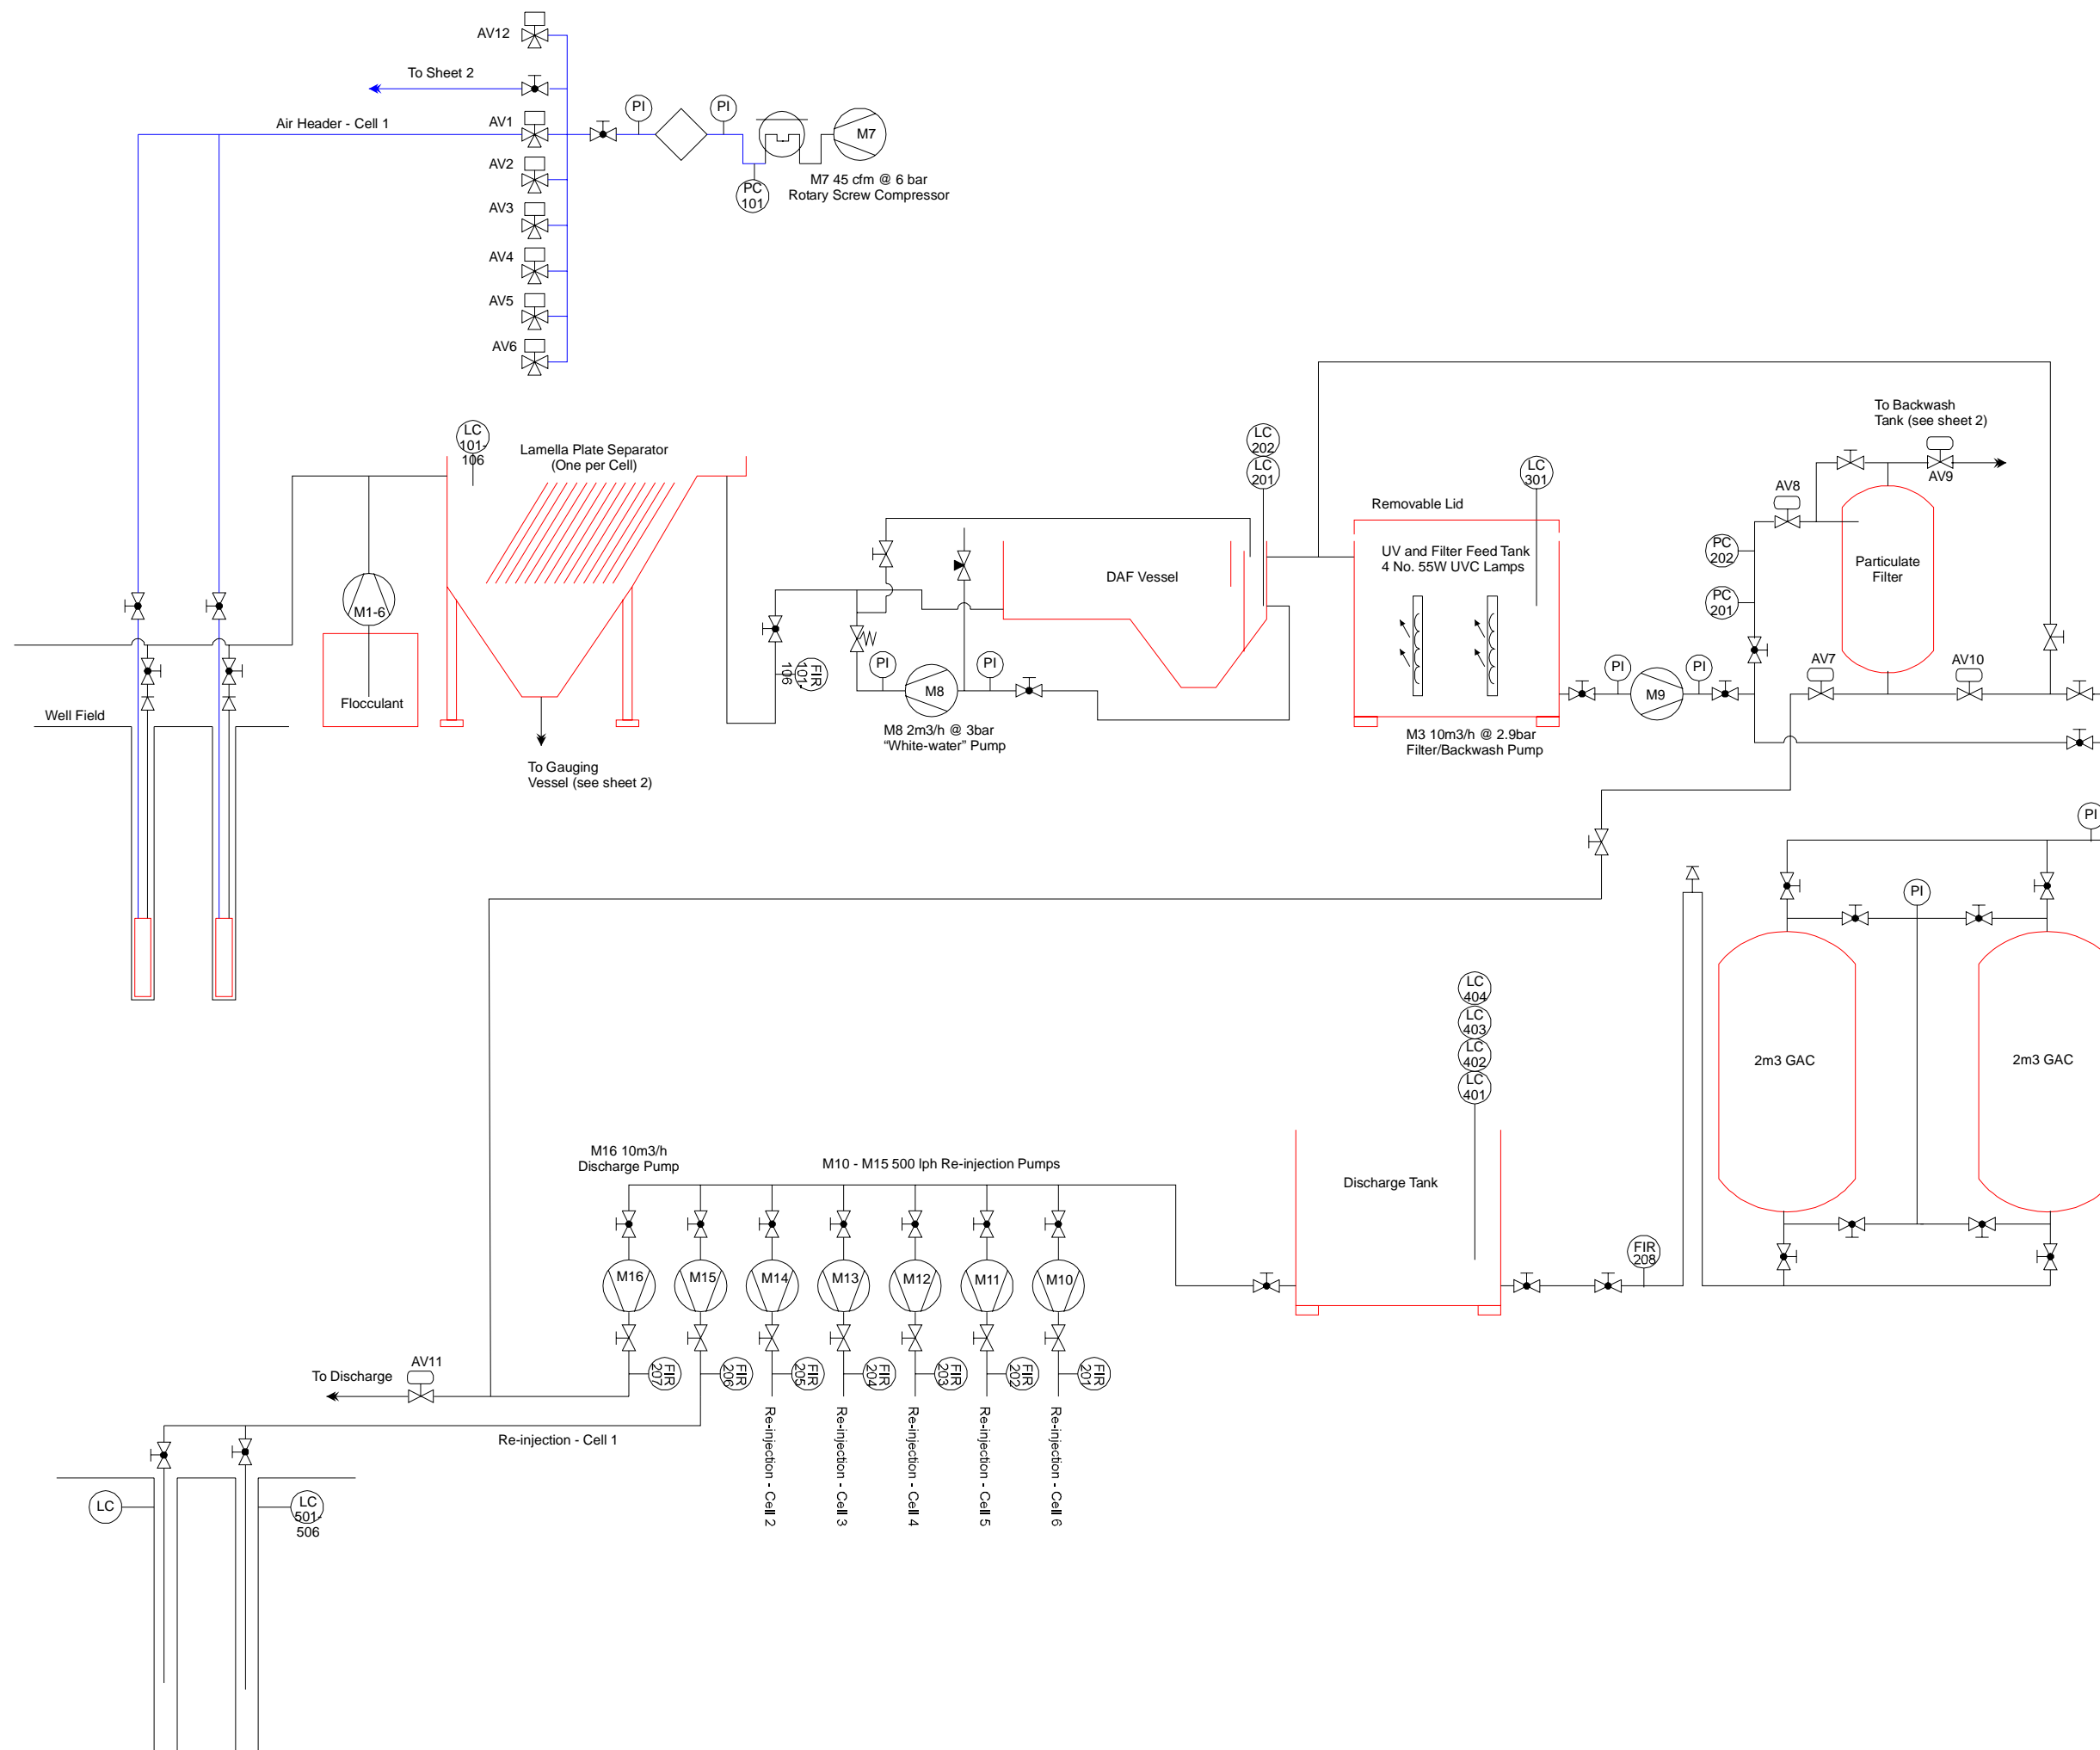 AV12
To Sheet 2
Air Header - Cell 1
AV1
PI
PI
M7
AV2
M7 45 cfm @ 6 bar
Rotary Screw Compressor
PC
101
AV3
AV4
AV5
AV6
LC
101-
106
Lamella Plate Separator
(One per Cell)
LC
202
LC
201
LC
301
Removable Lid
To Backwash
Tank (see sheet 2)
AV9
AV8
PC
202
PC
201
UV and Filter Feed Tank
4 No. 55W UVC Lamps
DAF Vessel
Particulate
Filter
M1-6
Flocculant
FIR
101-
106
PI
M8
PI
PI
M9
PI
AV7
AV10
Well Field
M8 2m3/h @ 3bar
“White-water” Pump
M3 10m3/h @ 2.9bar
Filter/Backwash Pump
To Gauging
Vessel (see sheet 2)
PI
PI
2m3 GAC
2m3 GAC
LC
404
LC
403
LC
402
LC
401
M16 10m3/h
Discharge Pump
M10 - M15 500 lph Re-injection Pumps
Discharge Tank
FIR
208
M16
M15
M14
M13
M12
M11
M10
FIR
207
FIR
206
FIR
205
FIR
204
FIR
203
FIR
202
FIR
201
To Discharge
AV11
Re-injection - Cell 1
Re-injection - Cell 2
Re-injection - Cell 3
Re-injection - Cell 4
Re-injection - Cell 5
Re-injection - Cell 6
LC
LC
501-
506